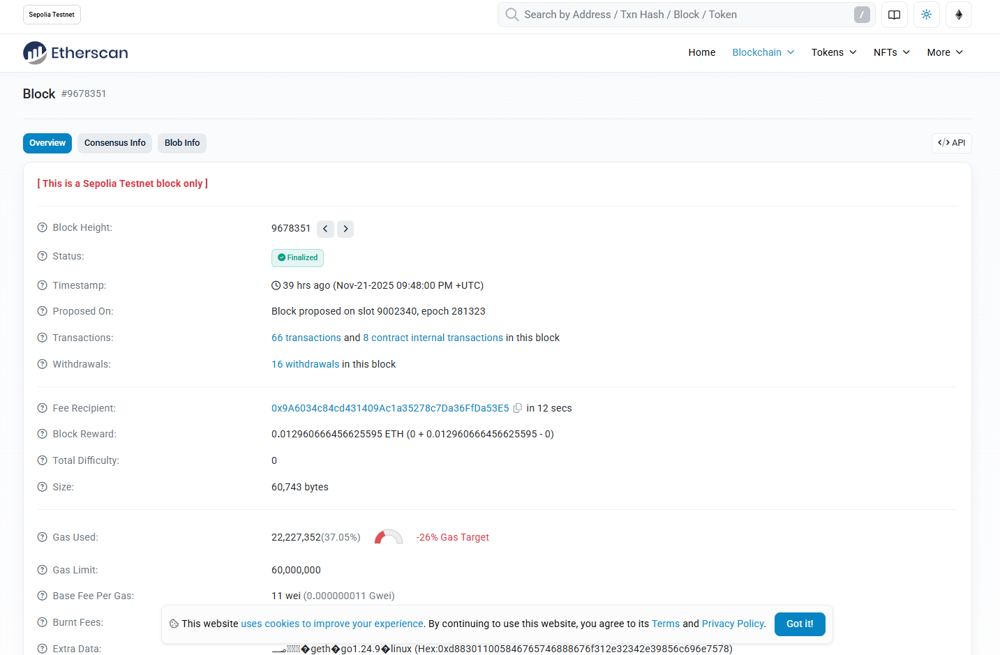 Sepolia Testnet
Search by Address / Txn Hash / Block / Token
/
Etherscan
Home
Blockchain
Tokens
NFTs
More
Block #9678351
Overview
Consensus Info
Blob Info
API
[ This is a Sepolia Testnet block only ]
Block Height: 9678351
Status: Finalized
Timestamp: 39 hrs ago (Nov-21-2025 09:48:00 PM +UTC)
Proposed On: Block proposed on slot 9002340, epoch 281323
Transactions: 66 transactions and 8 contract internal transactions in this block
Withdrawals: 16 withdrawals in this block
Fee Recipient: 0x9A6034c84cd431409Ac1a35278c7Da36FfDa53E5 in 12 secs
Block Reward: 0.012960666456625595 ETH (0 + 0.012960666456625595 - 0)
Total Difficulty: 0
Size: 60,743 bytes
Gas Used: 22,227,352(37.05%) -26% Gas Target
Gas Limit: 60,000,000
Base Fee Per Gas: 11 wei (0.000000011 Gwei)
Burnt Fees:
This website uses cookies to improve your experience. By continuing to use this website, you agree to its Terms and Privacy Policy.
Got it!
Extra Data: �geth�go1.24.9�linux (Hex:0xd883011005846765746888676f312e32342e39856c696e7578)